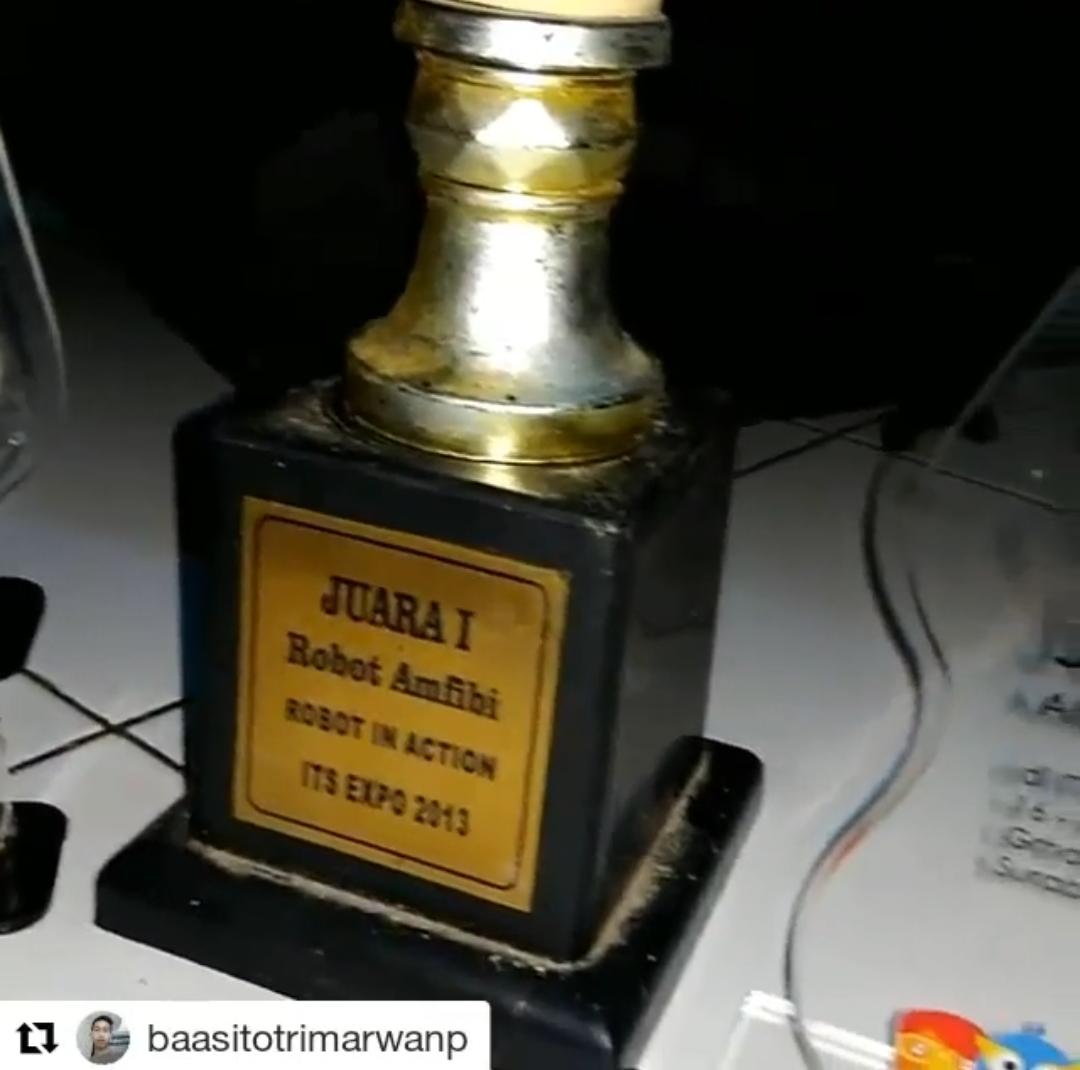 JUARA I
Robot Amfibi
ROBOT IN ACTION
ITS EXPO 2013
baasitotrimarwanp